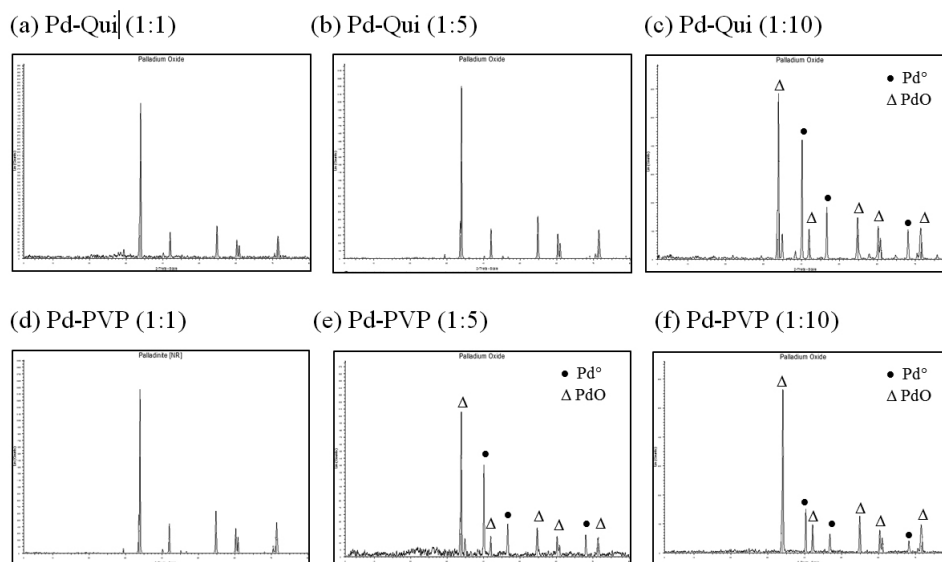 (a) Pd-Qui (1:1)
(b) Pd-Qui (1:5)
(c) Pd-Qui (1:10)
Palladium Oxide
Palladium Oxide
Palladium Oxide
● Pd°
Δ PdO
(d) Pd-PVP (1:1)
(e) Pd-PVP (1:5)
(f) Pd-PVP (1:10)
Palladinite [NR]
Palladium Oxide
Palladium Oxide
● Pd°
Δ PdO
● Pd°
Δ PdO